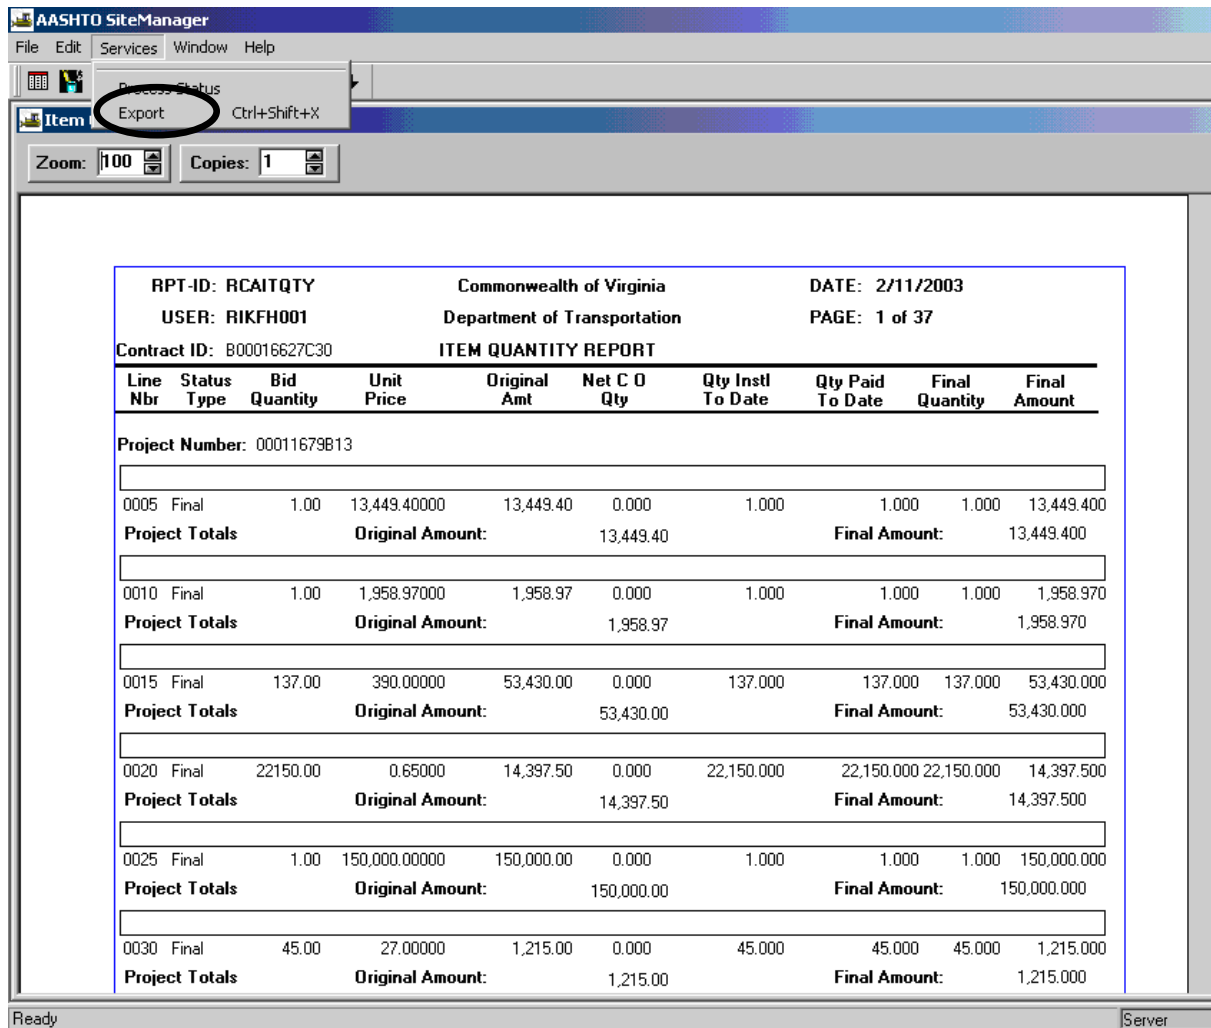 AASHTO SiteManager
File Edit Services Window Help
Process Status
Export Ctrl+Shift+X
Item
Zoom: 100 Copies: 1
RPT-ID: RCAITQTY Commonwealth of Virginia DATE: 2/11/2003
USER: RIKFH001 Department of Transportation PAGE: 1 of 37
Contract ID: B00016627C30 ITEM QUANTITY REPORT
Line Status Bid Unit Original Net C O Qty Instl Qty Paid Final Final
Nbr Type Quantity Price Amt Qty To Date To Date Quantity Amount
Project Number: 00011679B13
0005 Final 1.00 13,449.40000 13,449.40 0.000 1.000 1.000 1.000 13,449.400
Project Totals Original Amount: 13,449.40 Final Amount: 13,449.400
0010 Final 1.00 1,958.97000 1,958.97 0.000 1.000 1.000 1.000 1,958.970
Project Totals Original Amount: 1,958.97 Final Amount: 1,958.970
0015 Final 137.00 390.00000 53,430.00 0.000 137.000 137.000 137.000 53,430.000
Project Totals Original Amount: 53,430.00 Final Amount: 53,430.000
0020 Final 22150.00 0.65000 14,397.50 0.000 22,150.000 22,150.000 22,150.000 14,397.500
Project Totals Original Amount: 14,397.50 Final Amount: 14,397.500
0025 Final 1.00 150,000.00000 150,000.00 0.000 1.000 1.000 1.000 150,000.000
Project Totals Original Amount: 150,000.00 Final Amount: 150,000.000
0030 Final 45.00 27.00000 1,215.00 0.000 45.000 45.000 45.000 1,215.000
Project Totals Original Amount: 1,215.00 Final Amount: 1,215.000
Ready Server